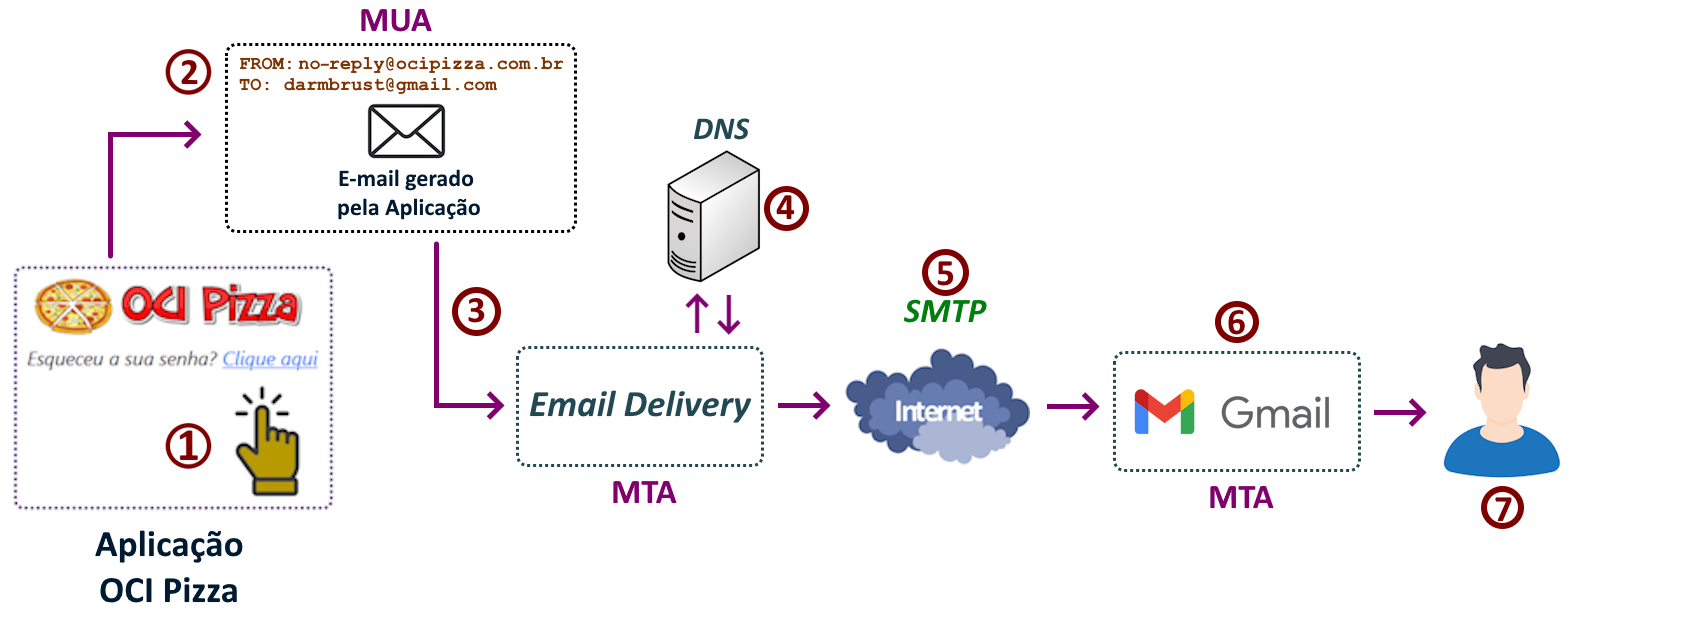 MUA
2
FROM: no-reply@ocipizza.com.br
TO: darmbrust@gmail.com
E-mail gerado
pela Aplicação
DNS
4
OCI Pizza
Esqueceu a sua senha? Clique aqui
1
Aplicação
OCI Pizza
3
Email Delivery
MTA
5
SMTP
Internet
6
Gmail
MTA
7